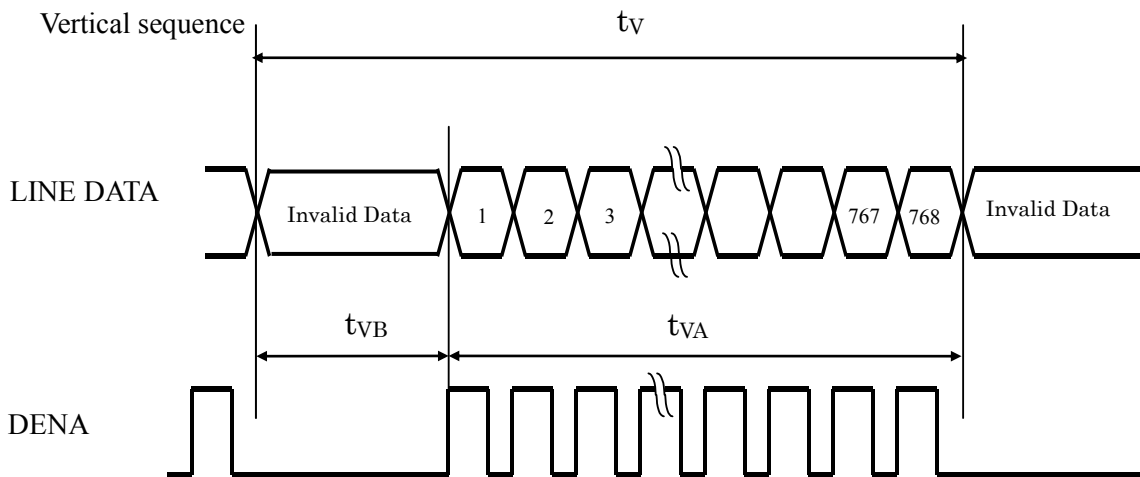 Vertical sequence
tV
LINE DATA
Invalid Data
1
2
3
767
768
Invalid Data
tVB
tVA
DENA